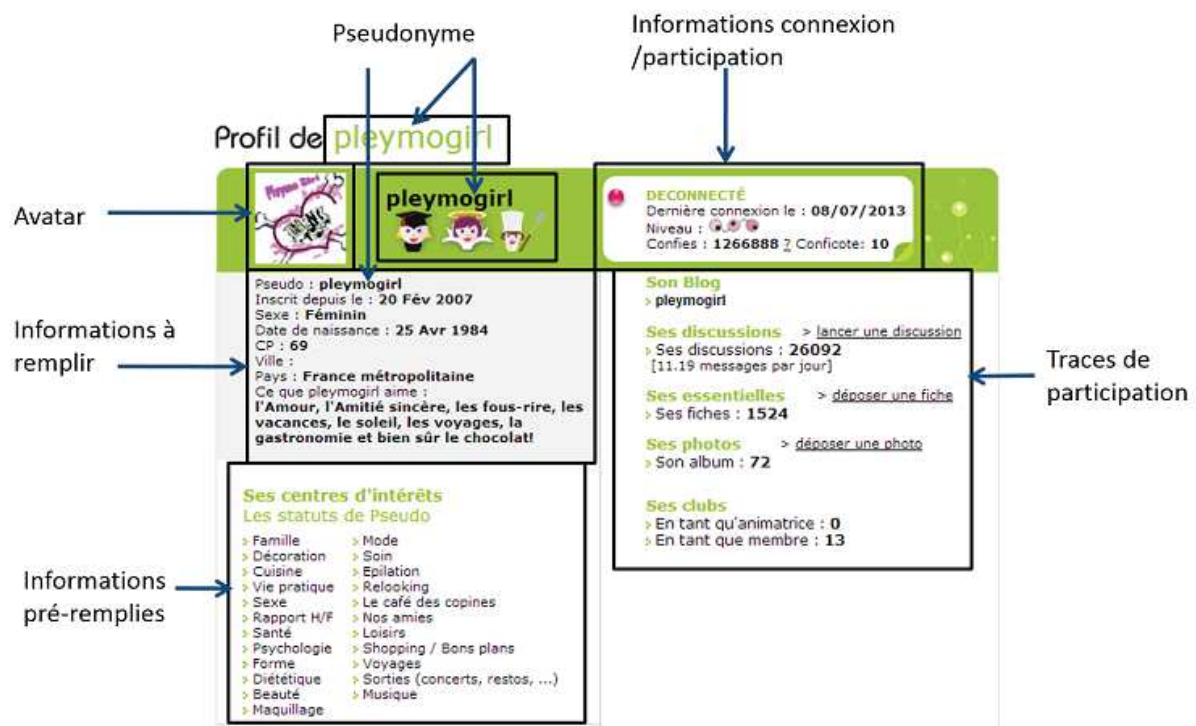 Pseudonyme
Informations connexion
/participation
Profil de pleymogirl
Avatar
pleymogirl
DECONNECTÉ
Dernière connexion le : 08/07/2013
Niveau :
Confies : 1266888 ? Conficote: 10
Informations à
remplir
Pseudo : pleymogirl
Inscrit depuis le : 20 Fév 2007
Sexe : Féminin
Date de naissance : 25 Avr 1984
CP : 69
Ville :
Pays : France métropolitaine
Ce que pleymogirl aime :
l'Amour, l'Amitié sincère, les fous-rire, les
vacances, le soleil, les voyages, la
gastronomie et bien sûr le chocolat!
Son Blog
> pleymogirl
Ses discussions > lancer une discussion
> Ses discussions : 26092
[11.19 messages par jour]
Ses essentielles > déposer une fiche
> Ses fiches : 1524
Ses photos > déposer une photo
> Son album : 72
Ses clubs
> En tant qu'animatrice : 0
> En tant que membre : 13
Traces de
participation
Informations
pré-remplies
Ses centres d'intérêts
Les statuts de Pseudo
> Famille
> Décoration
> Cuisine
> Vie pratique
> Sexe
> Rapport H/F
> Santé
> Psychologie
> Forme
> Diététique
> Beauté
> Maquillage
> Mode
> Soin
> Epilation
> Relooking
> Le café des copines
> Nos amies
> Loisirs
> Shopping / Bons plans
> Voyages
> Sorties (concerts, restos, ...)
> Musique